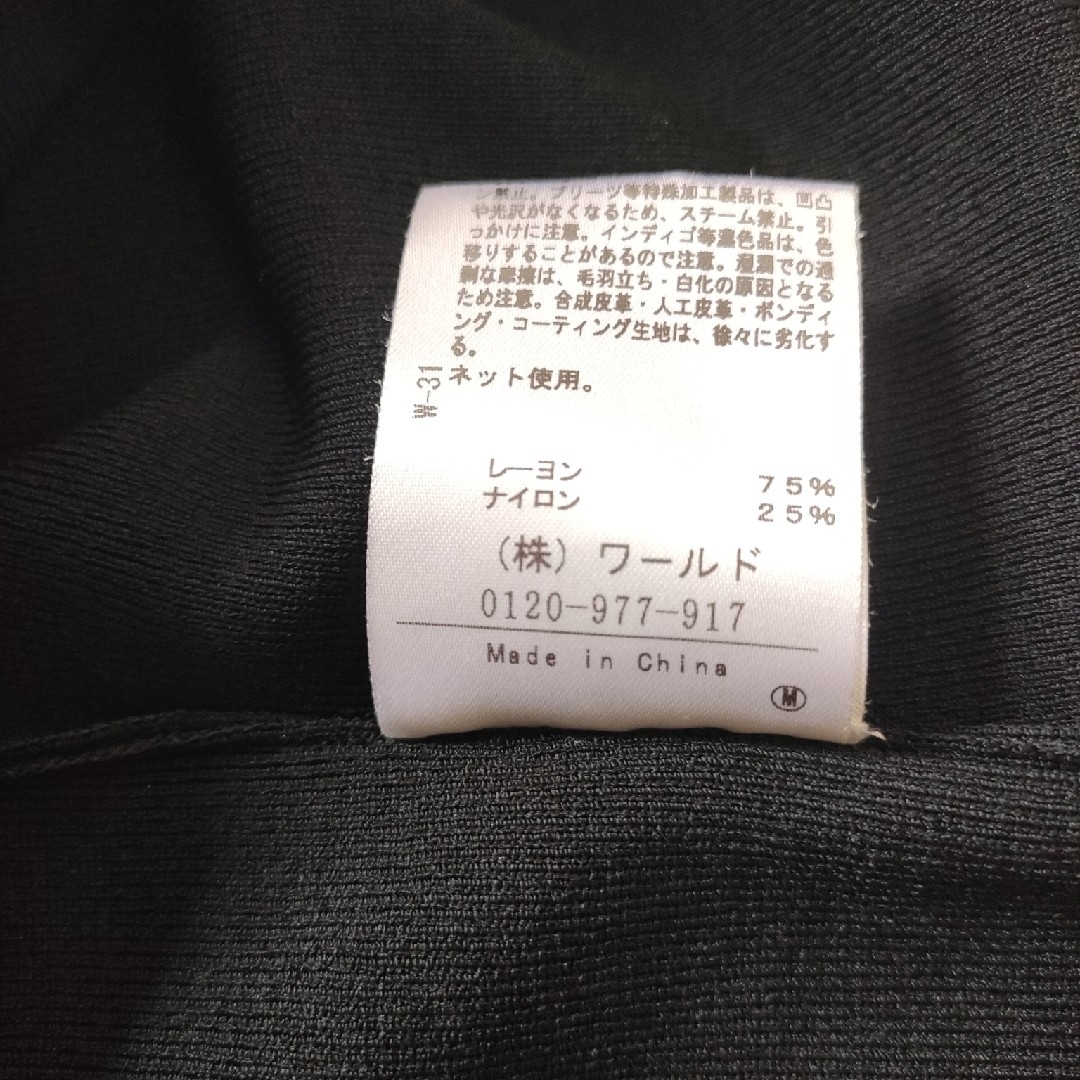 ン禁止。プリーツ等特殊加工製品は、凹凸
や光沢がなくなるため、スチーム禁止。引
っかけに注意。インディゴ等濃色品は、色
移りすることがあるので注意。湿潤での過
剰な摩擦は、毛羽立ち・白化の原因となる
ため注意。合成皮革・人工皮革・ボンディ
ング・コーティング生地は、徐々に劣化す
る。
W-31
ネット使用。
レーヨン 75%
ナイロン 25%
(株) ワールド
0120-977-917
Made in China
M